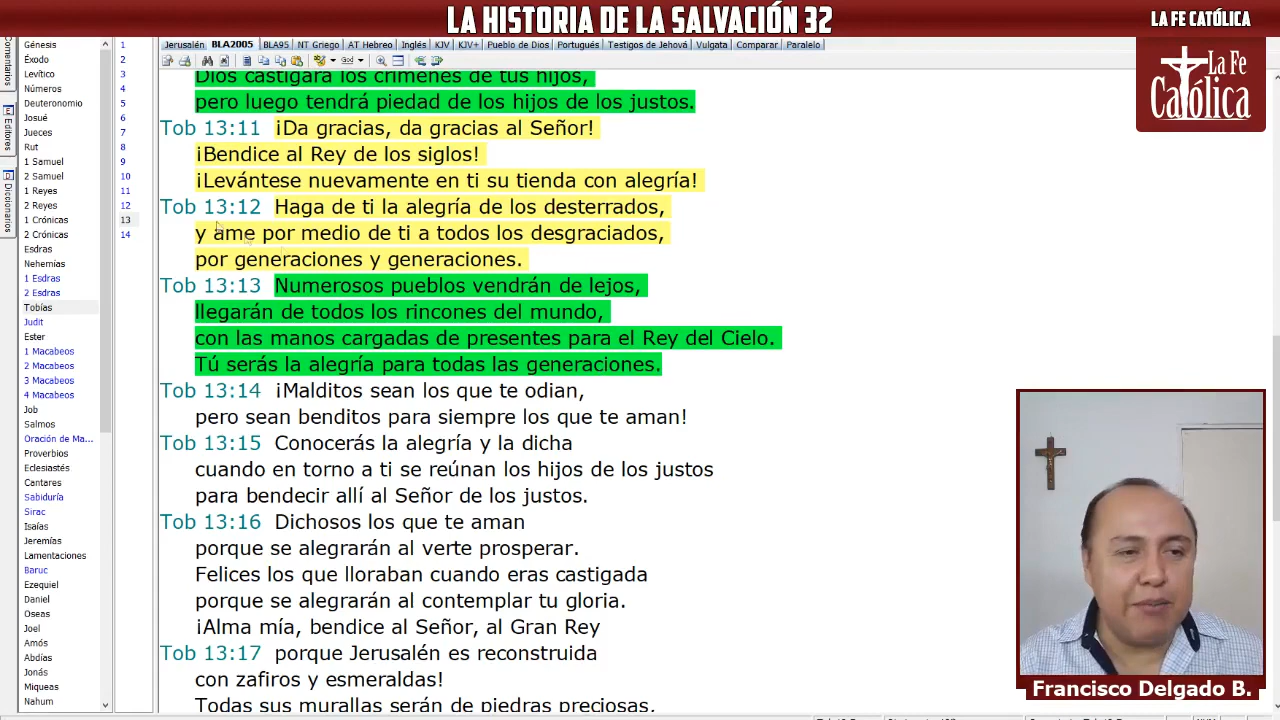 LA HISTORIA DE LA SALVACIÓN 32
LA FE CATÓLICA
La Fe
Católica
Comentarios
Editores
Diccionarios
Jerusalén BLA2005 BLA95 NT Griego AT Hebreo Inglés KJV KJV+ Pueblo de Dios Portugués Testigos de Jehová Vulgata Comparar Paralelo
Génesis
Éxodo
Levítico
Números
Deuteronomio
Josué
Jueces
Rut
1 Samuel
2 Samuel
1 Reyes
2 Reyes
1 Crónicas
2 Crónicas
Esdras
Nehemías
1 Esdras
2 Esdras
Tobías
Judit
Ester
1 Macabeos
2 Macabeos
3 Macabeos
4 Macabeos
Job
Salmos
Oración de Ma...
Proverbios
Eclesiastés
Cantares
Sabiduría
Sirac
Isaías
Jeremías
Lamentaciones
Baruc
Ezequiel
Daniel
Oseas
Joel
Amós
Abdías
Jonás
Miqueas
Nahum
1
2
3
4
5
6
7
8
9
10
11
12
13
14
Dios castigará los crímenes de tus hijos,
pero luego tendrá piedad de los hijos de los justos.
Tob 13:11 ¡Da gracias, da gracias al Señor!
¡Bendice al Rey de los siglos!
¡Levántese nuevamente en ti su tienda con alegría!
Tob 13:12 Haga de ti la alegría de los desterrados,
y ame por medio de ti a todos los desgraciados,
por generaciones y generaciones.
Tob 13:13 Numerosos pueblos vendrán de lejos,
llegarán de todos los rincones del mundo,
con las manos cargadas de presentes para el Rey del Cielo.
Tú serás la alegría para todas las generaciones.
Tob 13:14 ¡Malditos sean los que te odian,
pero sean benditos para siempre los que te aman!
Tob 13:15 Conocerás la alegría y la dicha
cuando en torno a ti se reúnan los hijos de los justos
para bendecir allí al Señor de los justos.
Tob 13:16 Dichosos los que te aman
porque se alegrarán al verte prosperar.
Felices los que lloraban cuando eras castigada
porque se alegrarán al contemplar tu gloria.
¡Alma mía, bendice al Señor, al Gran Rey
Tob 13:17 porque Jerusalén es reconstruida
con zafiros y esmeraldas!
Todas sus murallas serán de piedras preciosas,
Francisco Delgado B.